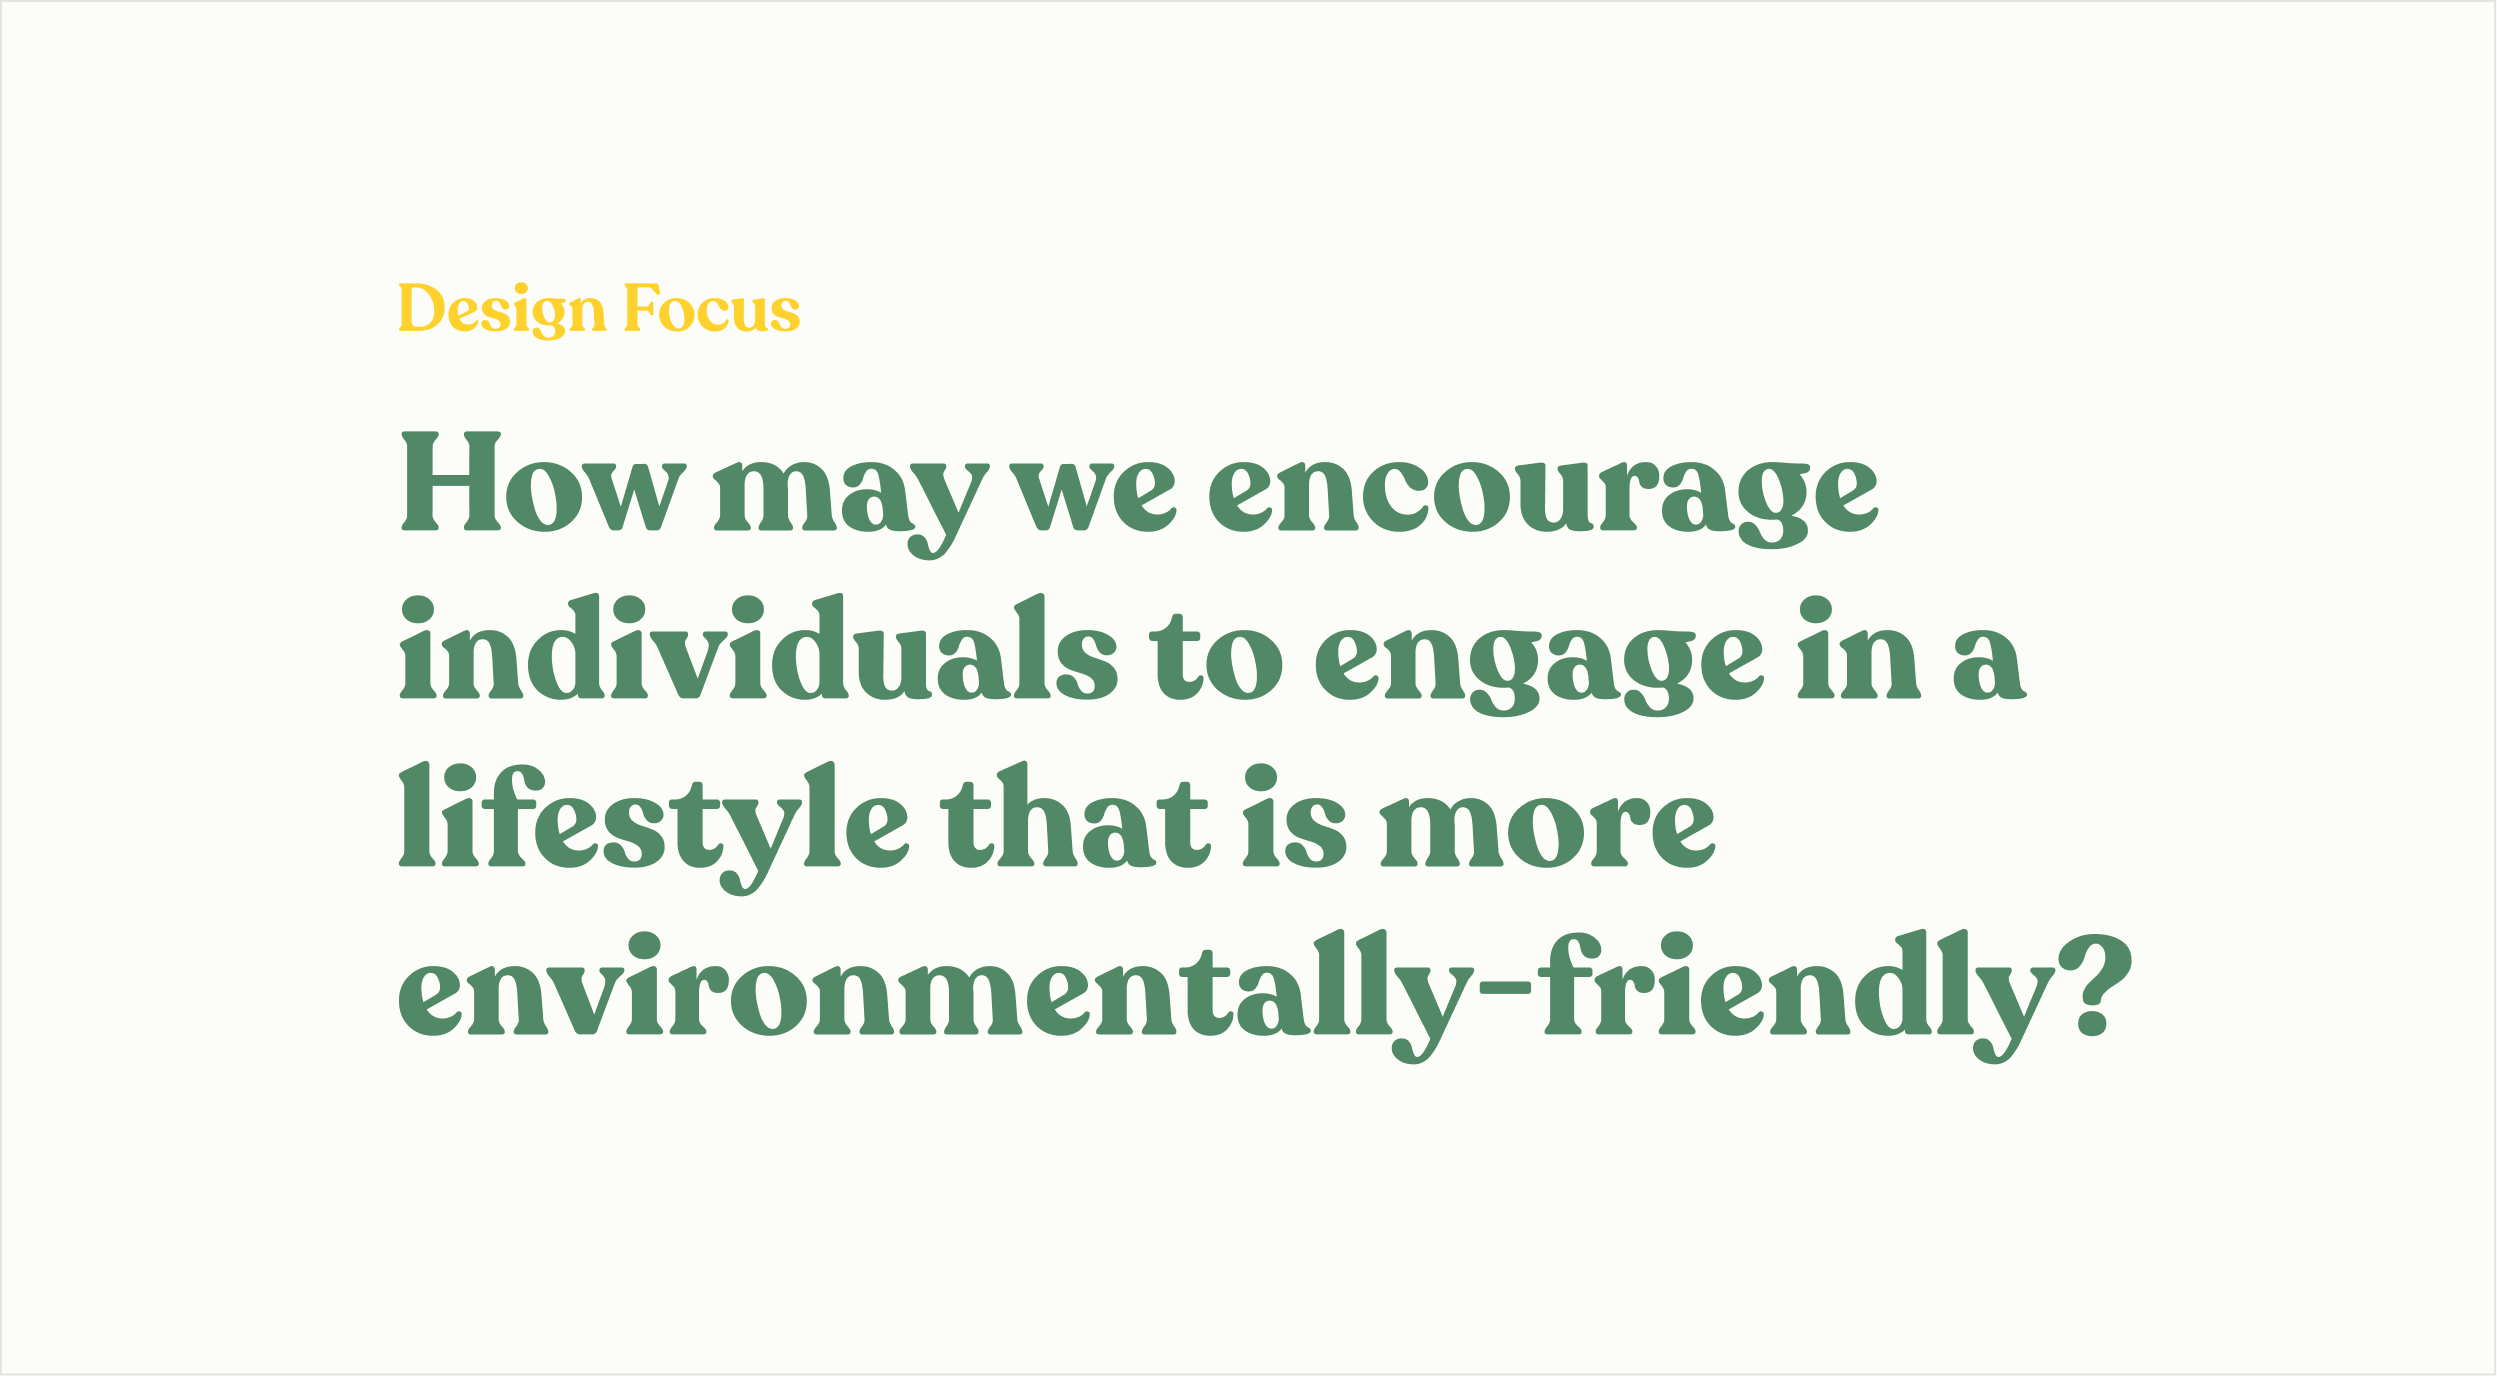 Design Focus
How may we encourage
individuals to engage in a
lifestyle that is more
environmentally-friendly?